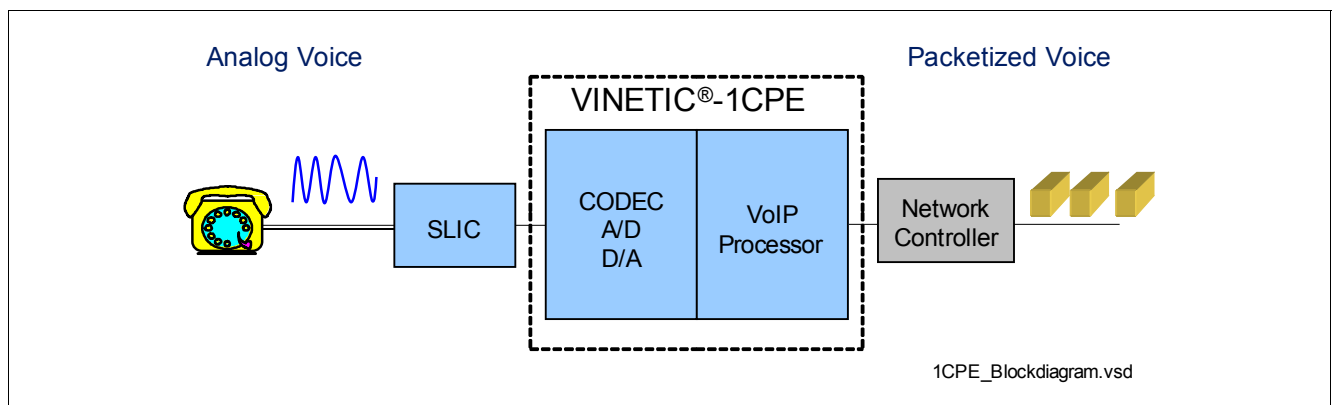 Analog Voice
Packetized Voice
VINETIC®-1CPE
SLIC
CODEC
A/D
D/A
VoIP
Processor
Network
Controller
1CPE_Blockdiagram.vsd